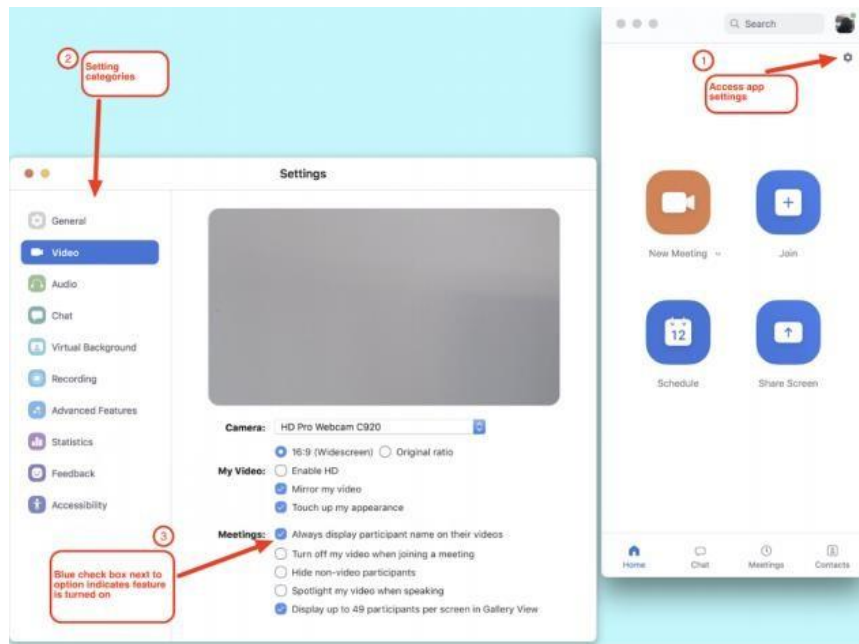 2
Setting
categories
Search
1
Access app
settings
Settings
General
Video
Audio
Chat
Virtual Background
Recording
Advanced Features
Statistics
Feedback
Accessibility
Camera: HD Pro Webcam C920
16:9 (Widescreen) Original ratio
My Video: Enable HD
Mirror my video
Touch up my appearance
Meetings: Always display participant name on their videos
Turn off my video when joining a meeting
Hide non-video participants
Spotlight my video when speaking
Display up to 49 participants per screen in Gallery View
3
Blue check box next to
option indicates feature
is turned on
New Meeting Join
12
Schedule Share Screen
Home Chat Meetings Contacts